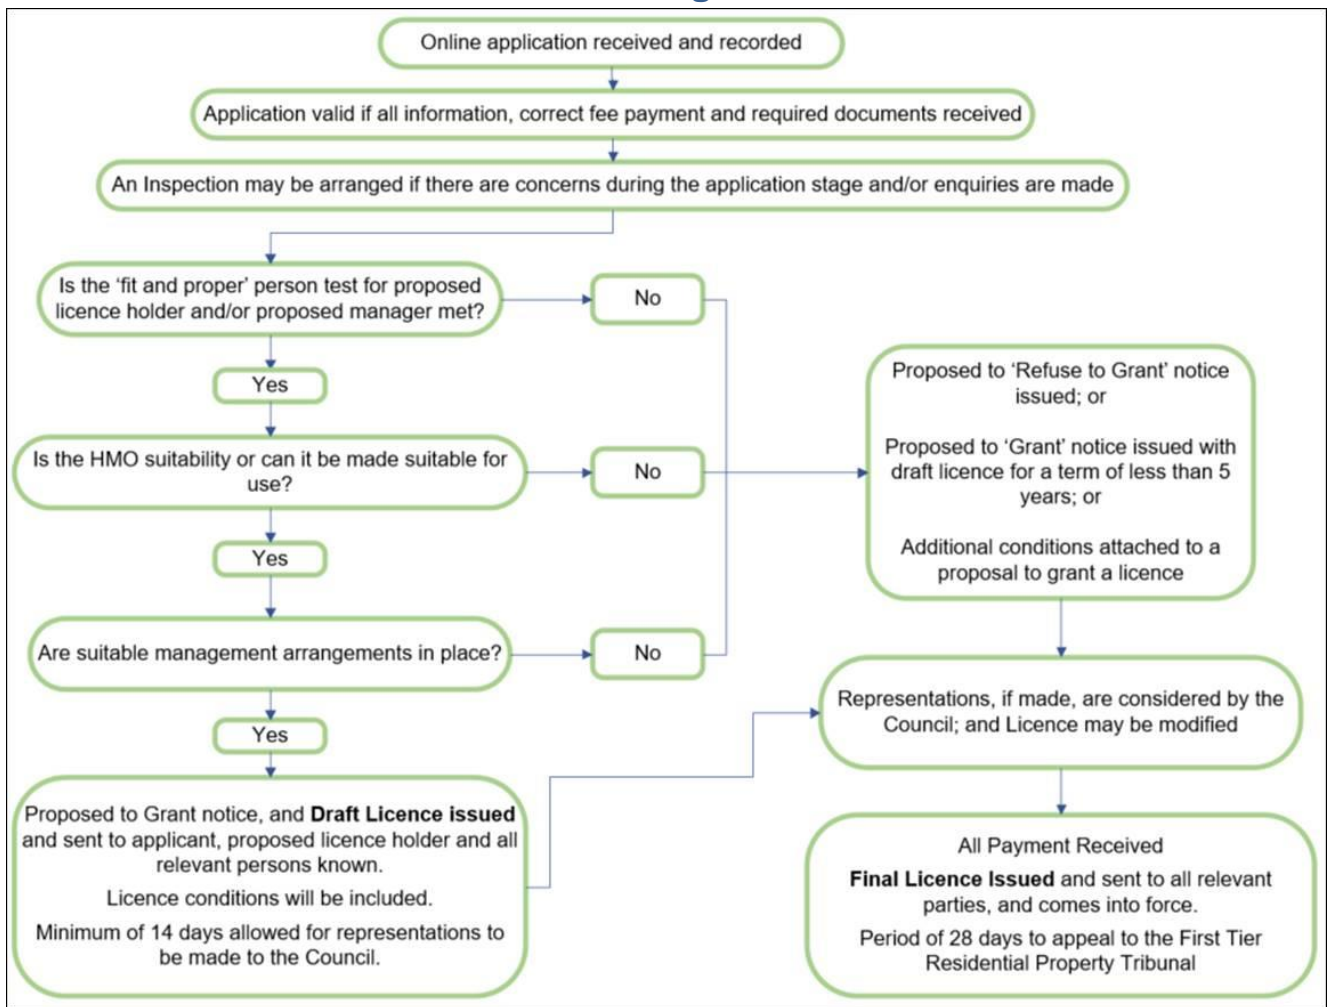 Online application received and recorded
Application valid if all information, correct fee payment and required documents received
An Inspection may be arranged if there are concerns during the application stage and/or enquiries are made
Is the ‘fit and proper’ person test for proposed
licence holder and/or proposed manager met?
No
Yes
Is the HMO suitability or can it be made suitable for
use?
No
Yes
Are suitable management arrangements in place?
No
Yes
Proposed to Grant notice, and Draft Licence issued
and sent to applicant, proposed licence holder and all
relevant persons known.
Licence conditions will be included.
Minimum of 14 days allowed for representations to
be made to the Council.
Proposed to ‘Refuse to Grant’ notice
issued; or
Proposed to ‘Grant’ notice issued with
draft licence for a term of less than 5
years; or
Additional conditions attached to a
proposal to grant a licence
Representations, if made, are considered by the
Council; and Licence may be modified
All Payment Received
Final Licence Issued and sent to all relevant
parties, and comes into force.
Period of 28 days to appeal to the First Tier
Residential Property Tribunal